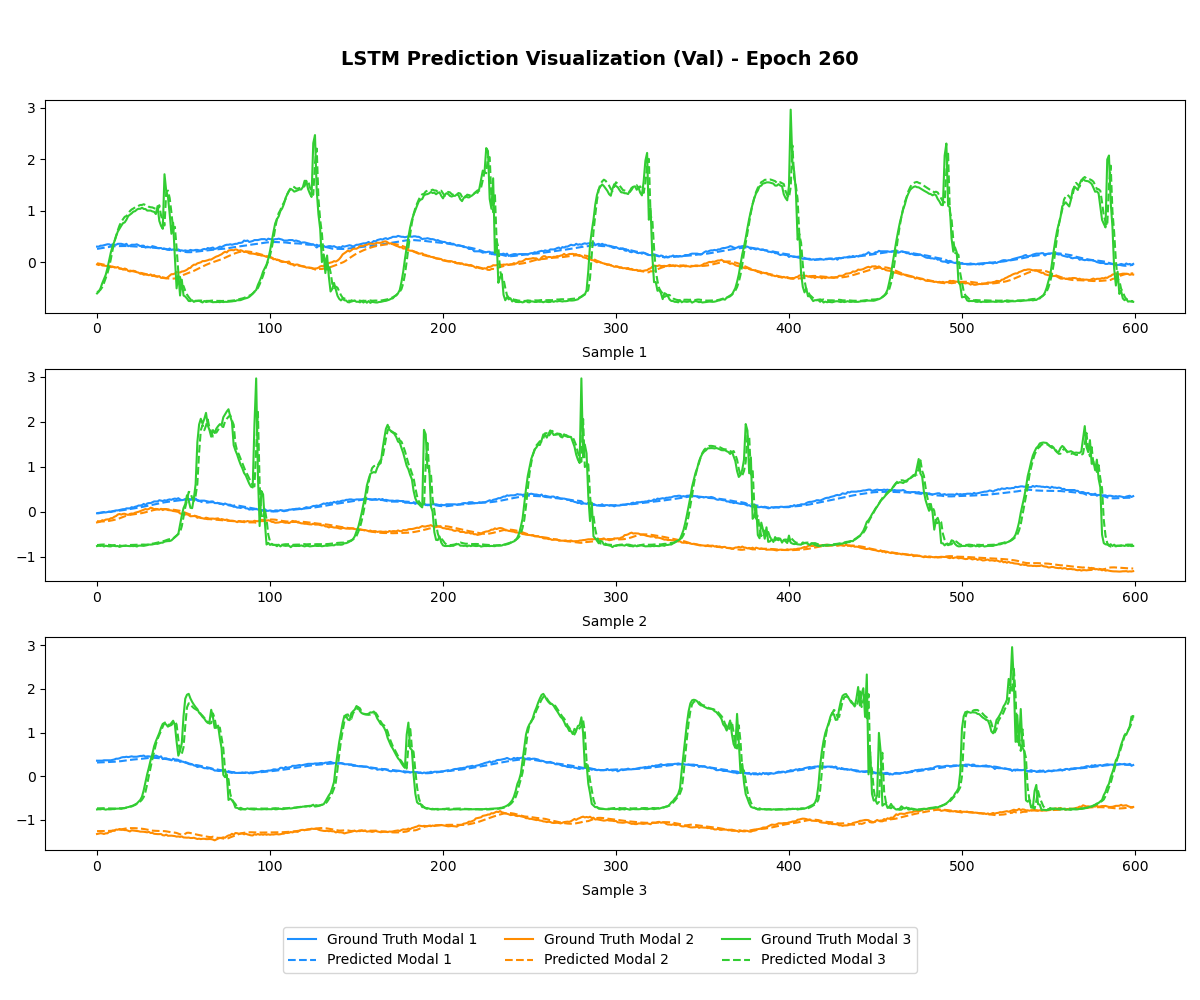 LSTM Prediction Visualization (Val) - Epoch 260
3
2
1
0
0 100 200 300 400 500 600
Sample 1
3
2
1
0
−1
0 100 200 300 400 500 600
Sample 2
3
2
1
0
−1
0 100 200 300 400 500 600
Sample 3
Ground Truth Modal 1 Ground Truth Modal 2 Ground Truth Modal 3
Predicted Modal 1 Predicted Modal 2 Predicted Modal 3